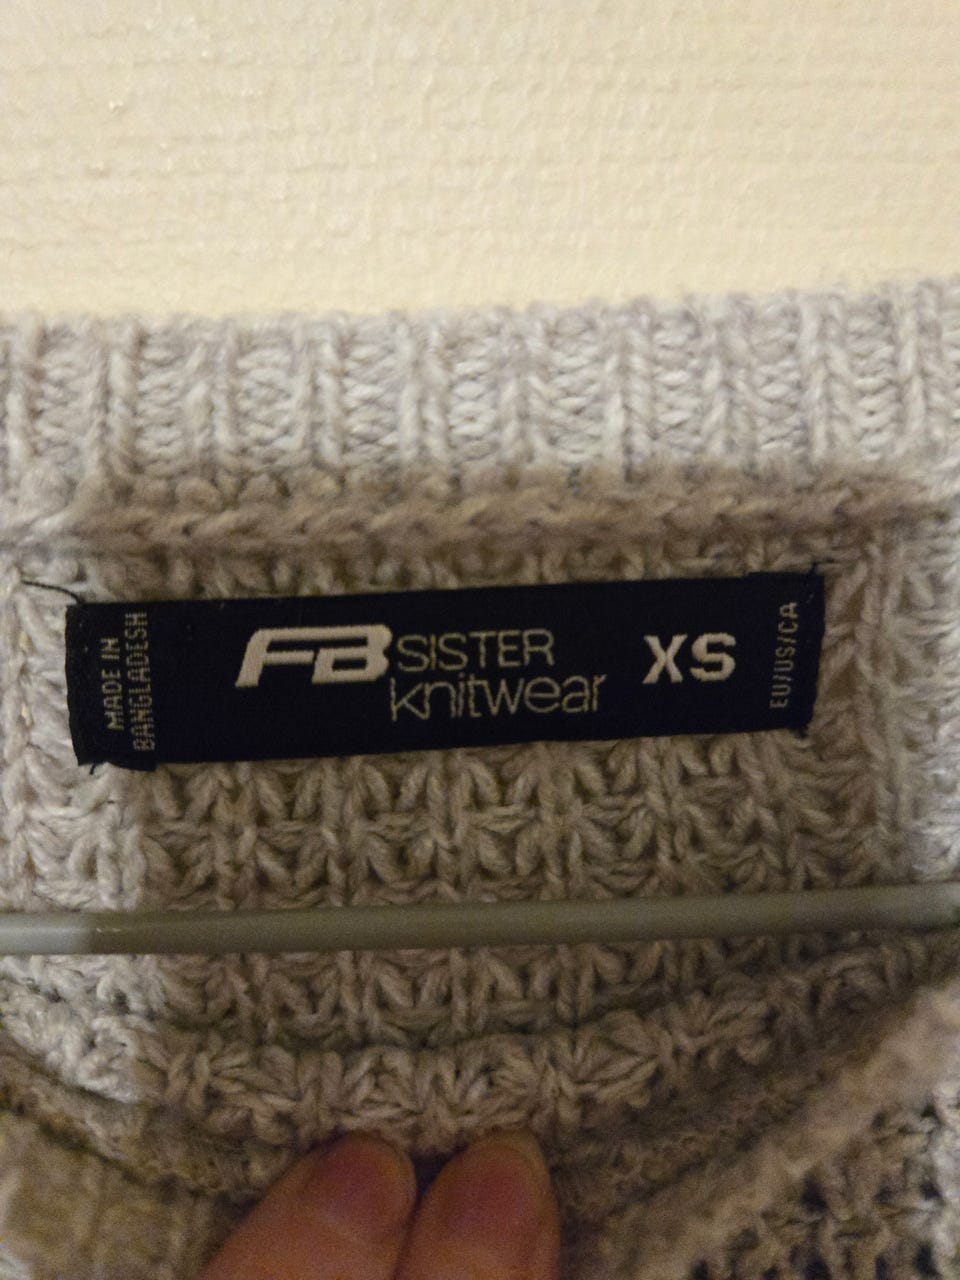 MADE IN
BANGLADESH
FB SISTER
knitwear
XS
EU/US/CA